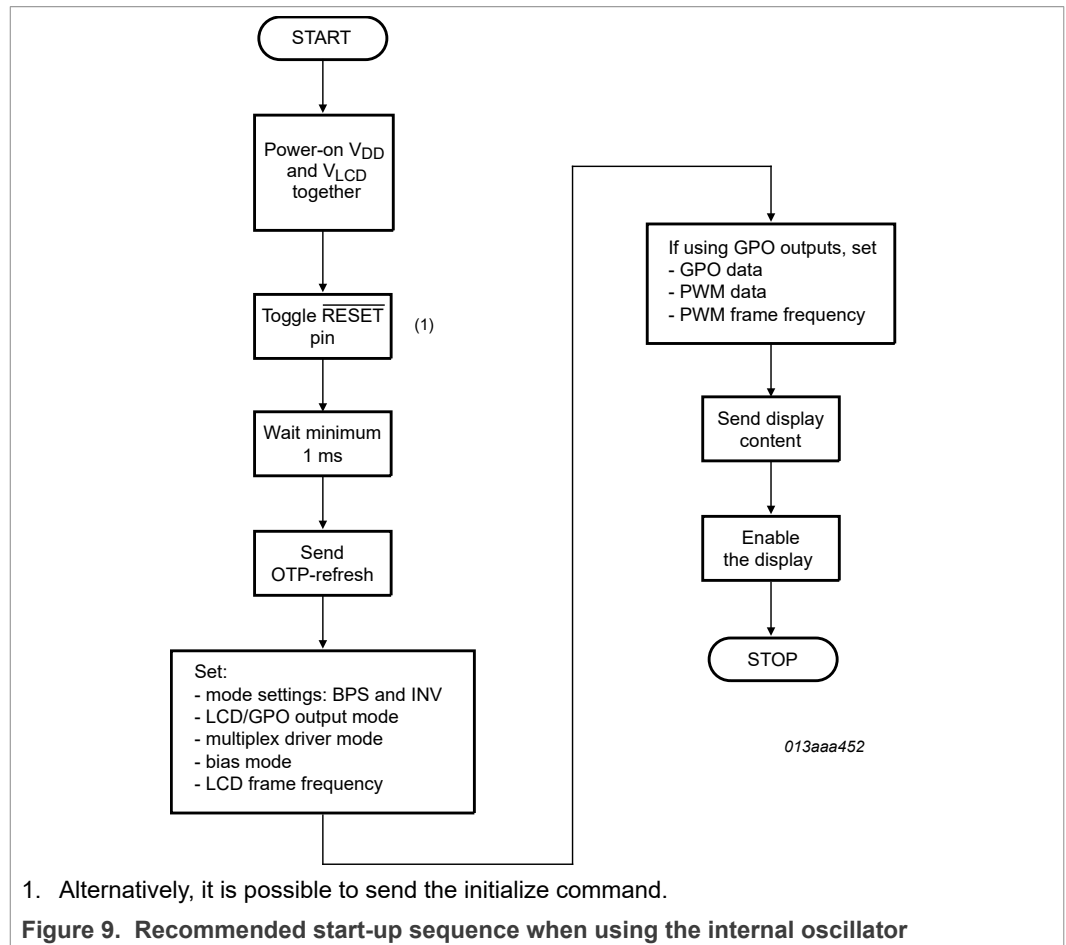 START
Power-on VDD
and VLCD
together
Toggle RESET
pin
(1)
Wait minimum
1 ms
Send
OTP-refresh
Set:
- mode settings: BPS and INV
- LCD/GPO output mode
- multiplex driver mode
- bias mode
- LCD frame frequency
If using GPO outputs, set
- GPO data
- PWM data
- PWM frame frequency
Send display
content
Enable
the display
STOP
013aaa452
1. Alternatively, it is possible to send the initialize command.
Figure 9. Recommended start-up sequence when using the internal oscillator